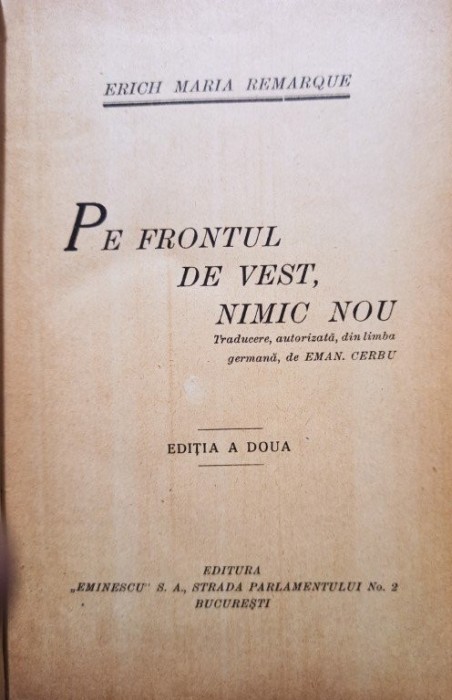 ERICH MARIA REMARQUE
PE FRONTUL
DE VEST,
NIMIC NOU
Traducere, autorizată, din limba
germană, de EMAN. CERBU
EDIȚIA A DOUA
EDITURA
„EMINESCU" S. A., STRADA PARLAMENTULUI No. 2
BUCUREȘTI